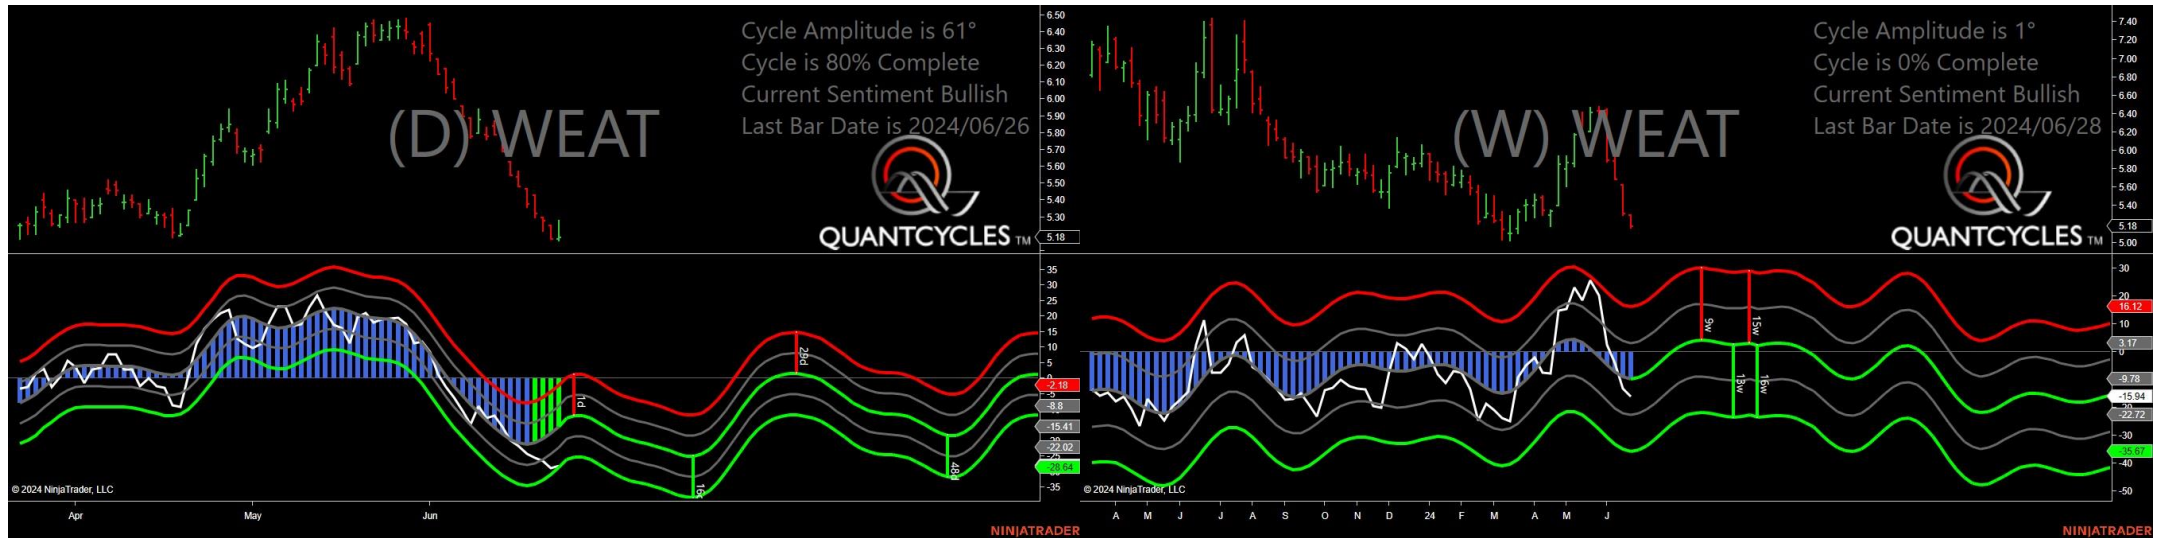 Cycle Amplitude is 61°
Cycle is 80% Complete
Current Sentiment Bullish
Last Bar Date is 2024/06/26
(D) WEAT
QUANTCYCLES TM
6.50
6.40
6.30
6.20
6.10
6.00
5.90
5.80
5.70
5.60
5.50
5.40
5.30
5.18
35
30
25
20
15
10
5
0
-2.18
-5
-8.8
-15.41
-22.02
-28.64
-35
1d
16d
29d
48d
© 2024 NinjaTrader, LLC
Apr May Jun
NINJATRADER
Cycle Amplitude is 1°
Cycle is 0% Complete
Current Sentiment Bullish
Last Bar Date is 2024/06/28
(W) WEAT
QUANTCYCLES TM
7.40
7.20
7.00
6.80
6.60
6.40
6.20
6.00
5.80
5.60
5.40
5.18
5.00
30
20
16.12
10
3.17
0
-9.78
-15.94
-22.72
-30
-35.67
-40
-50
9w
15w
13w
16w
© 2024 NinjaTrader, LLC
A M J J A S O N D 24 F M A M J
NINJATRADER